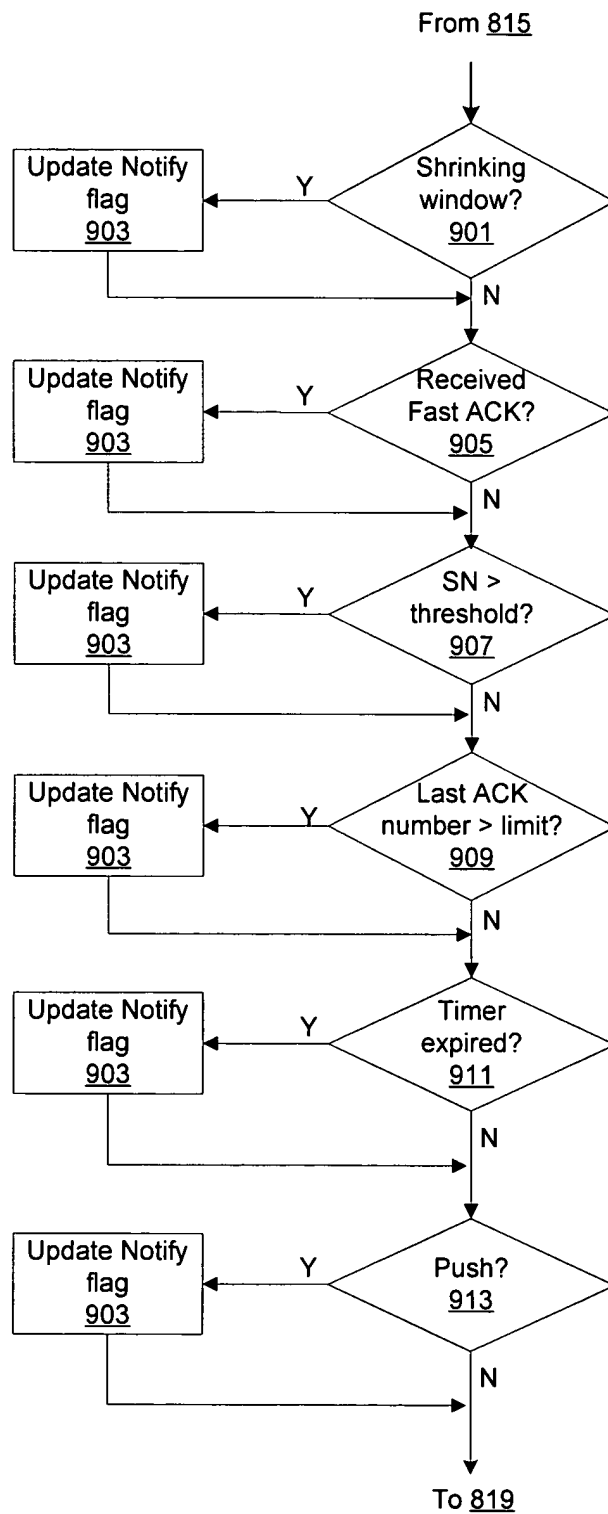 From 815
Shrinking
window?
901
Y
Update Notify
flag
903
N
Received
Fast ACK?
905
Y
Update Notify
flag
903
N
SN >
threshold?
907
Y
Update Notify
flag
903
N
Last ACK
number > limit?
909
Y
Update Notify
flag
903
N
Timer
expired?
911
Y
Update Notify
flag
903
N
Push?
913
Y
Update Notify
flag
903
N
To 819